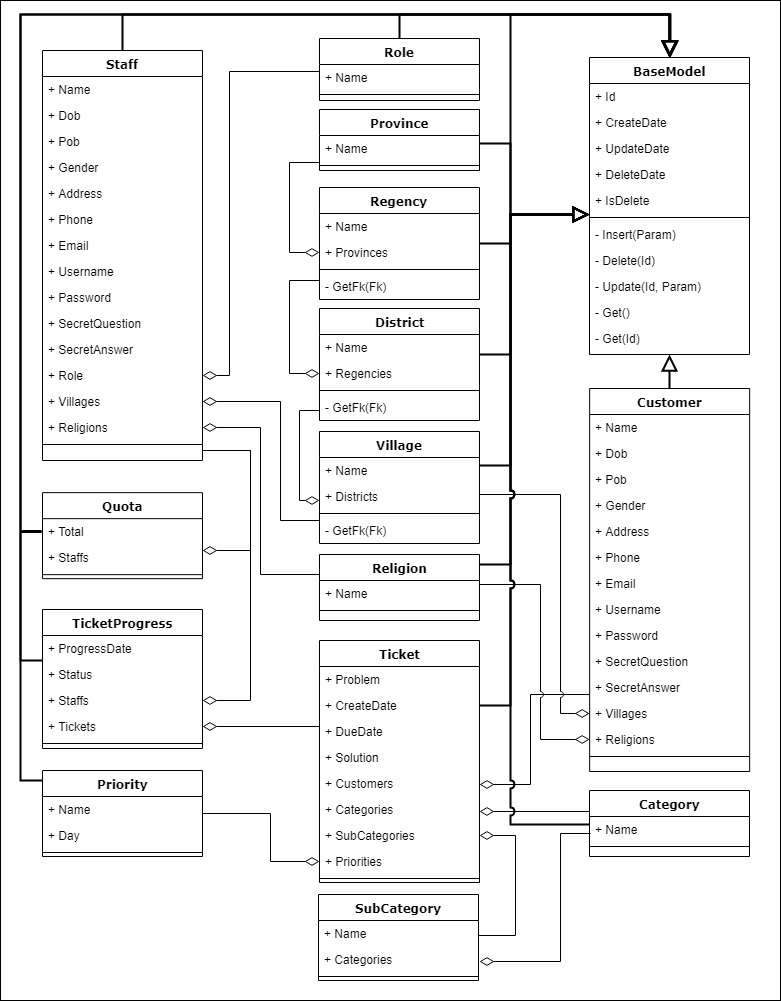 Staff
+ Name
+ Dob
+ Pob
+ Gender
+ Address
+ Phone
+ Email
+ Username
+ Password
+ SecretQuestion
+ SecretAnswer
+ Role
+ Villages
+ Religions
Quota
+ Total
+ Staffs
TicketProgress
+ ProgressDate
+ Status
+ Staffs
+ Tickets
Priority
+ Name
+ Day
Role
+ Name
Province
+ Name
Regency
+ Name
+ Provinces
- GetFk(Fk)
District
+ Name
+ Regencies
- GetFk(Fk)
Village
+ Name
+ Districts
- GetFk(Fk)
Religion
+ Name
Ticket
+ Problem
+ CreateDate
+ DueDate
+ Solution
+ Customers
+ Categories
+ SubCategories
+ Priorities
SubCategory
+ Name
+ Categories
BaseModel
+ Id
+ CreateDate
+ UpdateDate
+ DeleteDate
+ IsDelete
- Insert(Param)
- Delete(Id)
- Update(Id, Param)
- Get()
- Get(Id)
Customer
+ Name
+ Dob
+ Pob
+ Gender
+ Address
+ Phone
+ Email
+ Username
+ Password
+ SecretQuestion
+ SecretAnswer
+ Villages
+ Religions
Category
+ Name